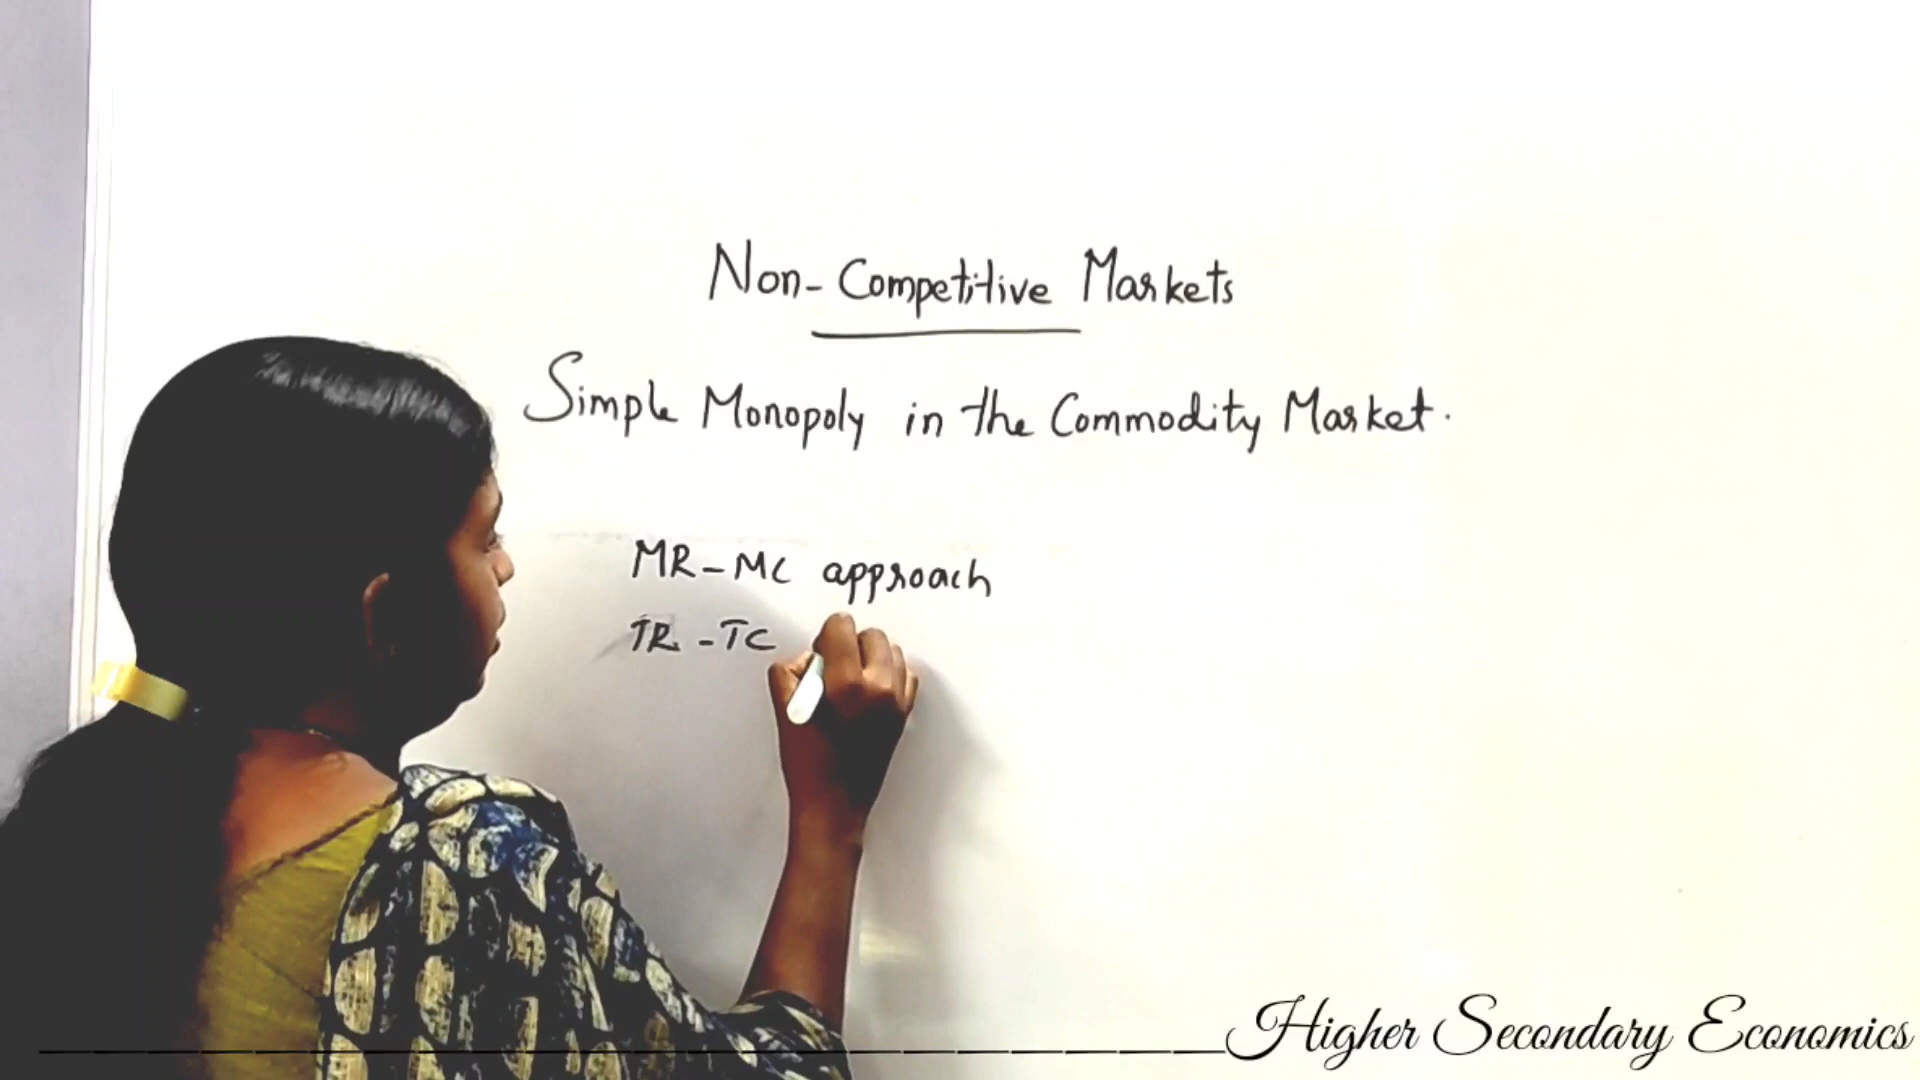 Non-Competitive Markets
Simple Monopoly in the Commodity Market.
MR-MC approach
TR-TC
Higher Secondary Economics